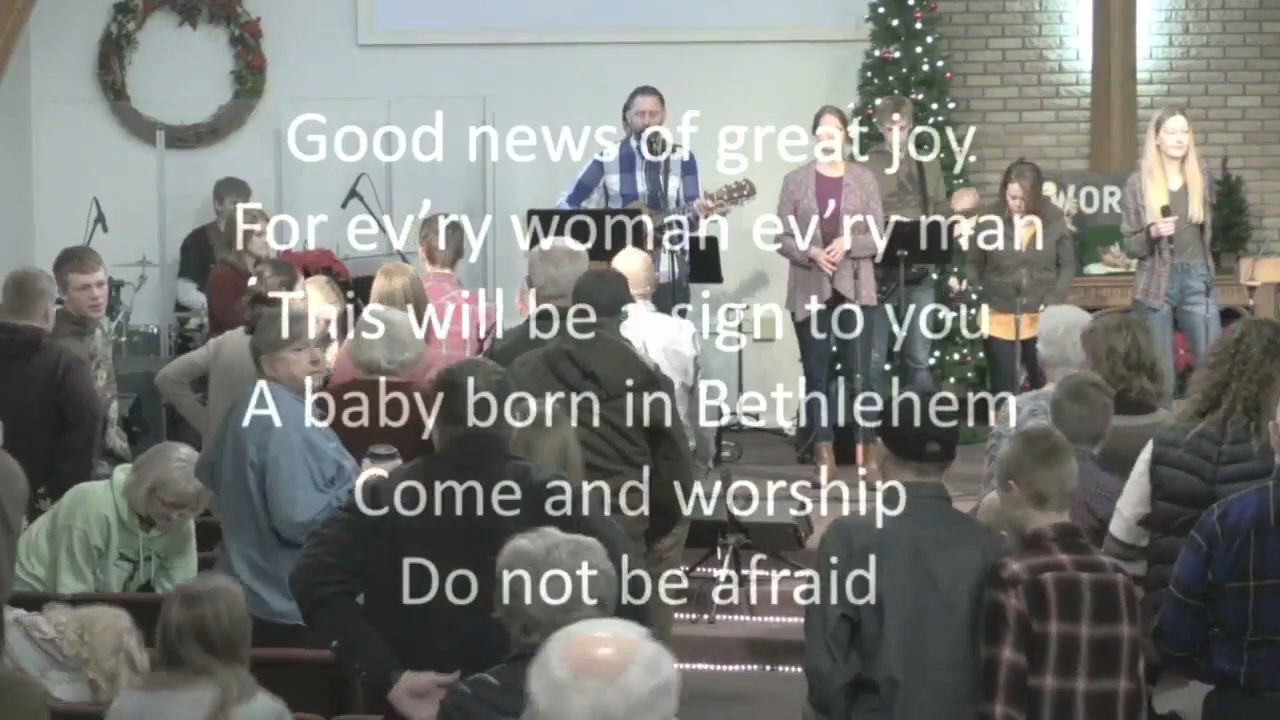 Good news of great joy.
For ev'ry woman ev'ry man
This will be a sign to you
A baby born in Bethlehem
Come and worship
Do not be afraid
WOR